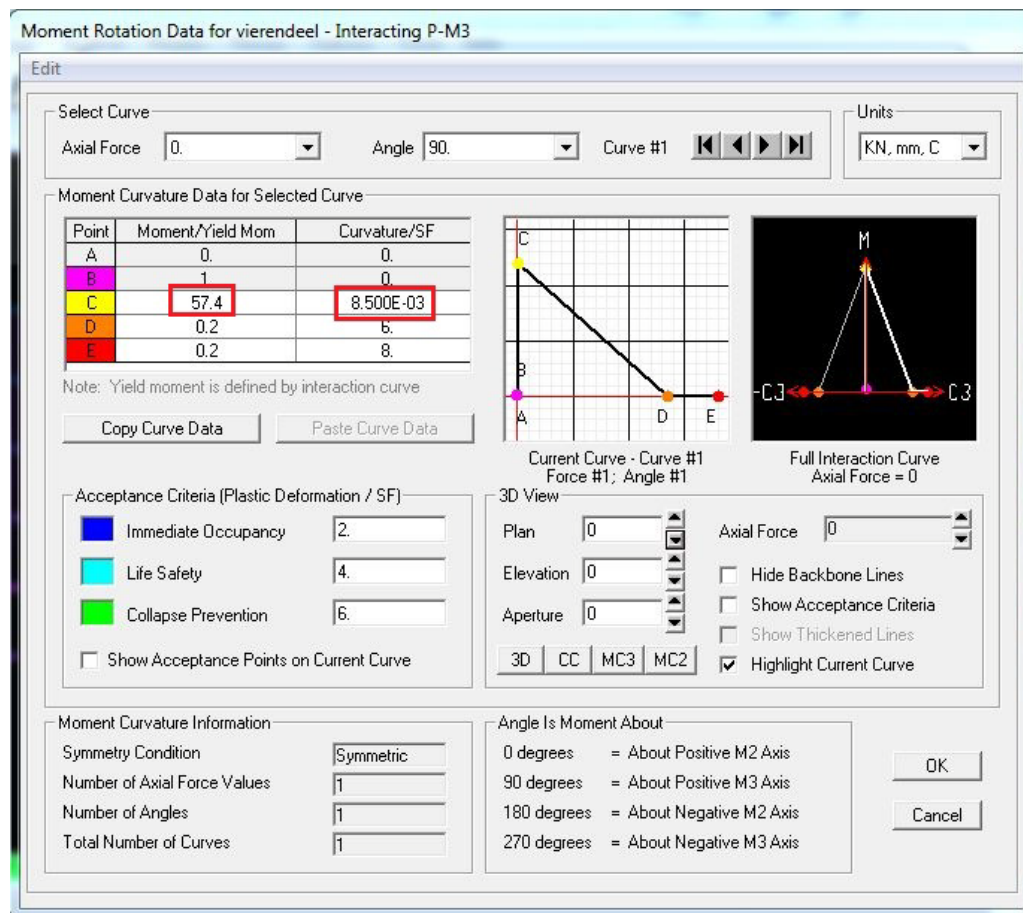 Moment Rotation Data for vierendeel - Interacting P-M3
Edit
Select Curve
Axial Force 0. Angle 90. Curve #1
Units
KN, mm, C
Moment Curvature Data for Selected Curve
Point Moment/Yield Mom Curvature/SF
A 0. 0.
B 1 0.
C 57.4 8.500E-03
D 0.2 6.
E 0.2 8.
Note: Yield moment is defined by interaction curve
Copy Curve Data Paste Curve Data
C
B
A D E
Current Curve - Curve #1
Force #1; Angle #1
M
-C3 C3
Full Interaction Curve
Axial Force = 0
Acceptance Criteria (Plastic Deformation / SF)
Immediate Occupancy 2.
Life Safety 4.
Collapse Prevention 6.
Show Acceptance Points on Current Curve
3D View
Plan 0
Elevation 0
Aperture 0
3D CC MC3 MC2
Axial Force 0
Hide Backbone Lines
Show Acceptance Criteria
Show Thickened Lines
Highlight Current Curve
Moment Curvature Information
Symmetry Condition Symmetric
Number of Axial Force Values 1
Number of Angles 1
Total Number of Curves 1
Angle Is Moment About
0 degrees = About Positive M2 Axis
90 degrees = About Positive M3 Axis
180 degrees = About Negative M2 Axis
270 degrees = About Negative M3 Axis
OK
Cancel